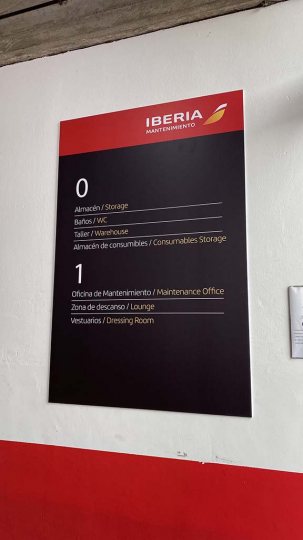 IBERIA
MANTENIMIENTO
0
Almacén / Storage
Baños / WC
Taller / Warehouse
Almacén de consumibles / Consumables Storage
1
Oficina de Mantenimiento / Maintenance Office
Zona de descanso / Lounge
Vestuarios / Dressing Room